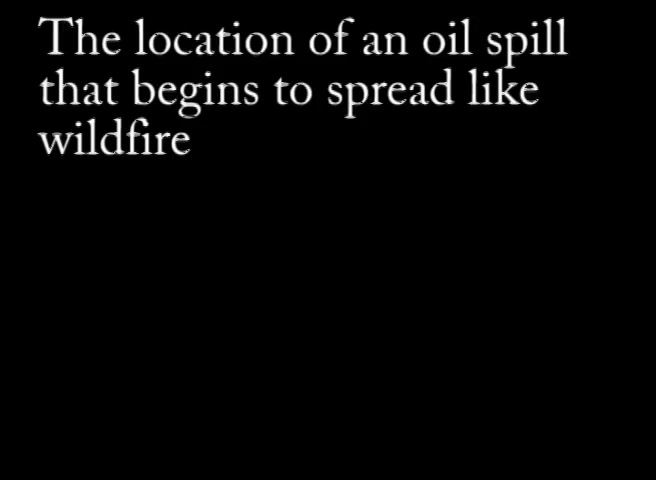 The location of an oil spill
that begins to spread like
wildfire